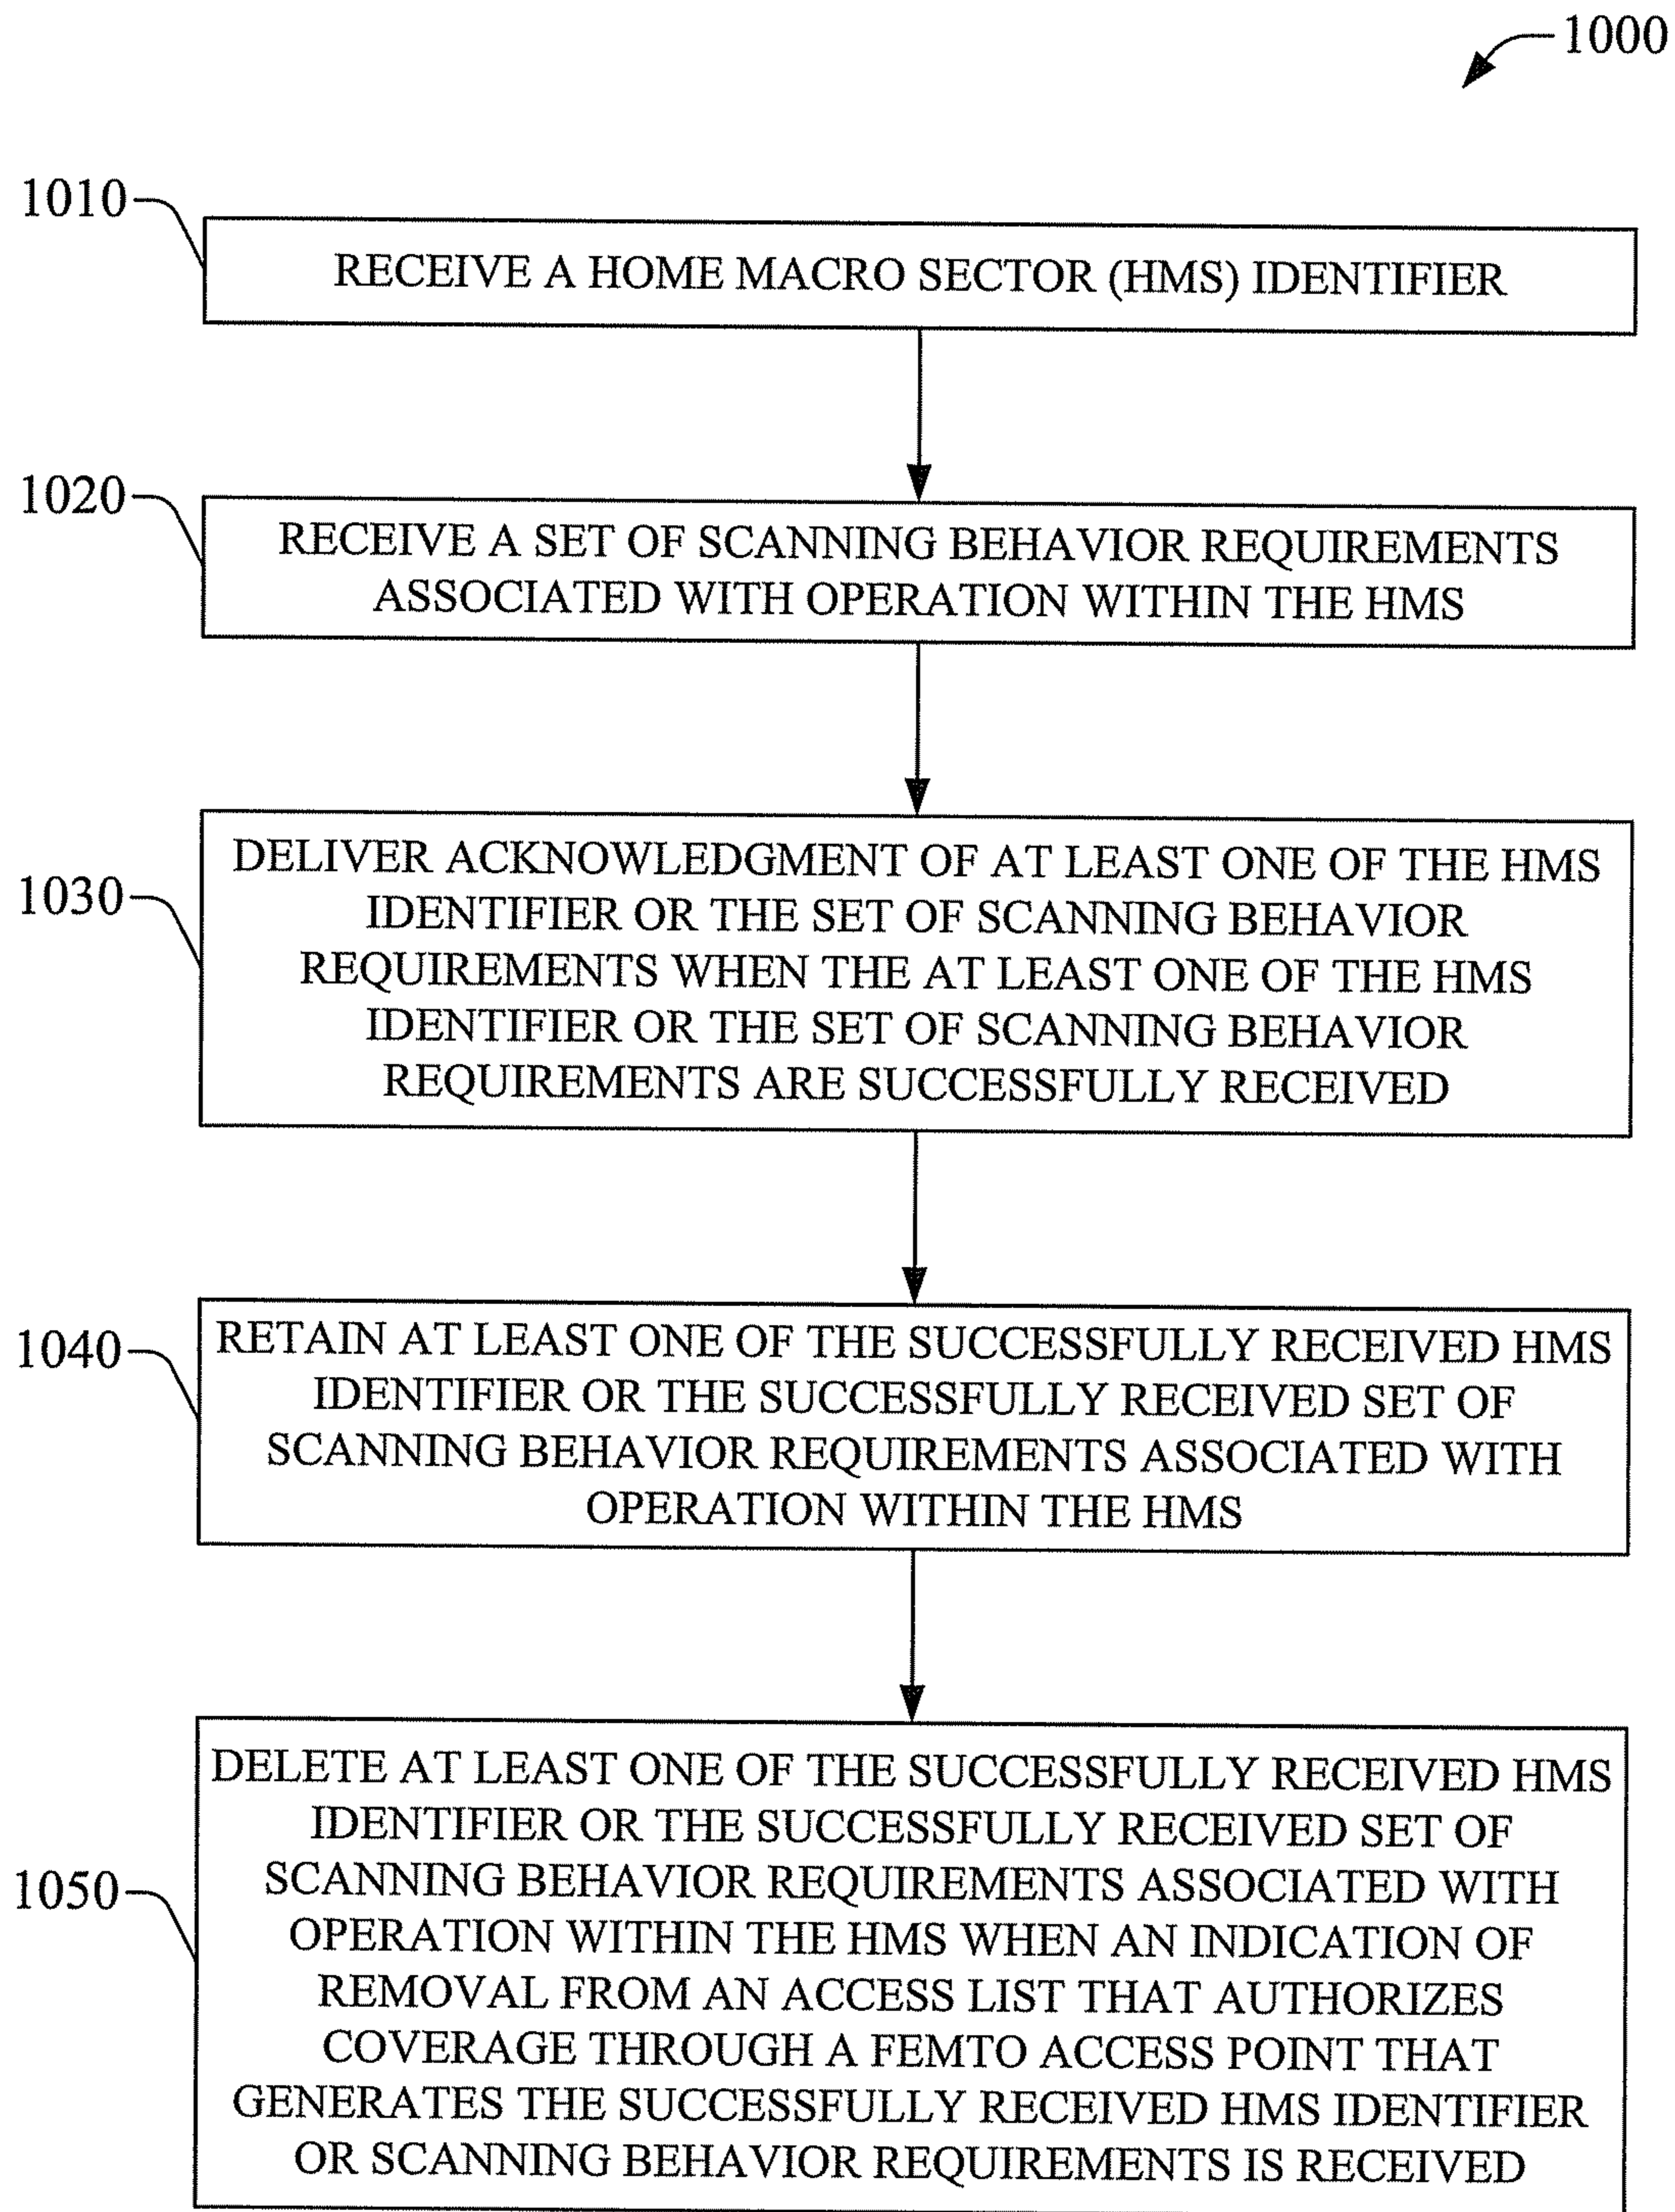 1000
1010
RECEIVE A HOME MACRO SECTOR (HMS) IDENTIFIER
1020
RECEIVE A SET OF SCANNING BEHAVIOR REQUIREMENTS
ASSOCIATED WITH OPERATION WITHIN THE HMS
1030
DELIVER ACKNOWLEDGMENT OF AT LEAST ONE OF THE HMS
IDENTIFIER OR THE SET OF SCANNING BEHAVIOR
REQUIREMENTS WHEN THE AT LEAST ONE OF THE HMS
IDENTIFIER OR THE SET OF SCANNING BEHAVIOR
REQUIREMENTS ARE SUCCESSFULLY RECEIVED
1040
RETAIN AT LEAST ONE OF THE SUCCESSFULLY RECEIVED HMS
IDENTIFIER OR THE SUCCESSFULLY RECEIVED SET OF
SCANNING BEHAVIOR REQUIREMENTS ASSOCIATED WITH
OPERATION WITHIN THE HMS
1050
DELETE AT LEAST ONE OF THE SUCCESSFULLY RECEIVED HMS
IDENTIFIER OR THE SUCCESSFULLY RECEIVED SET OF
SCANNING BEHAVIOR REQUIREMENTS ASSOCIATED WITH
OPERATION WITHIN THE HMS WHEN AN INDICATION OF
REMOVAL FROM AN ACCESS LIST THAT AUTHORIZES
COVERAGE THROUGH A FEMTO ACCESS POINT THAT
GENERATES THE SUCCESSFULLY RECEIVED HMS IDENTIFIER
OR SCANNING BEHAVIOR REQUIREMENTS IS RECEIVED